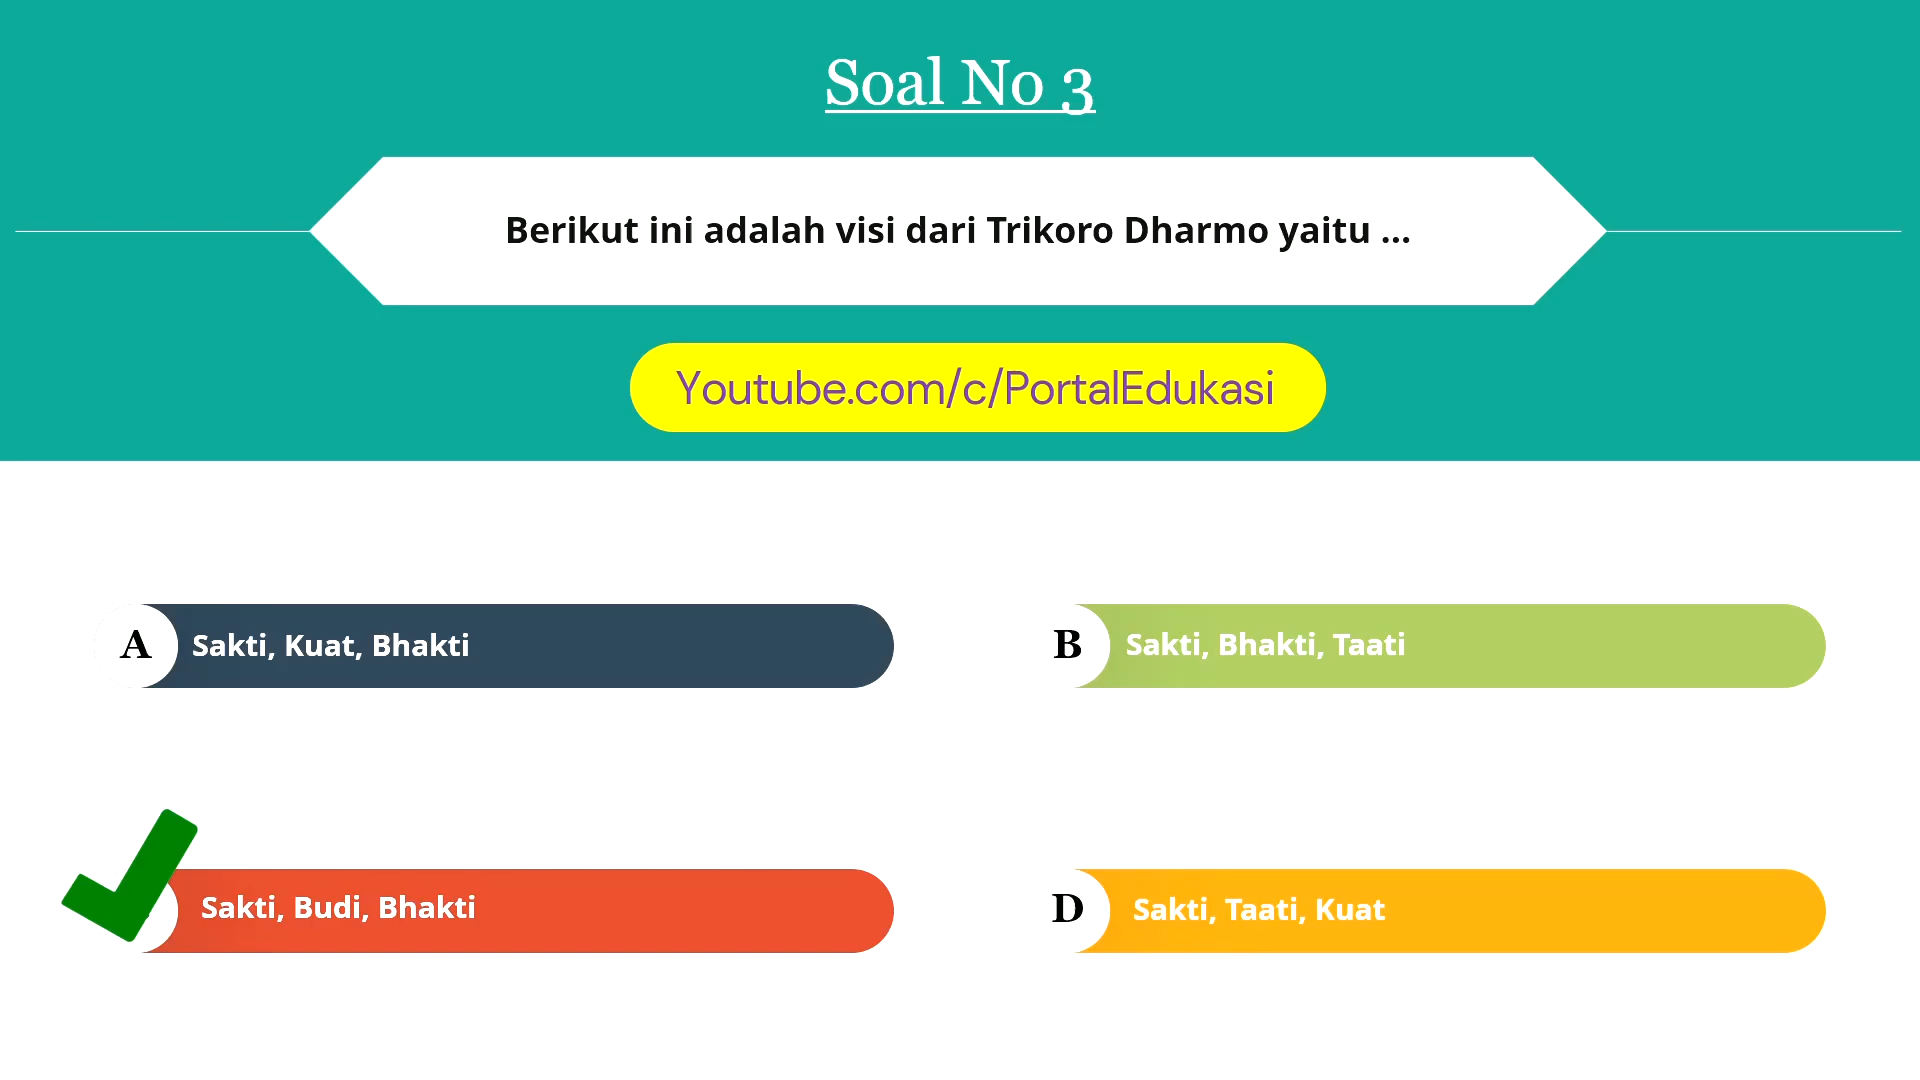 Soal No 3
Berikut ini adalah visi dari Trikoro Dharmo yaitu ...
Youtube.com/c/PortalEdukasi
A Sakti, Kuat, Bhakti
B Sakti, Bhakti, Taati
Sakti, Budi, Bhakti
D Sakti, Taati, Kuat